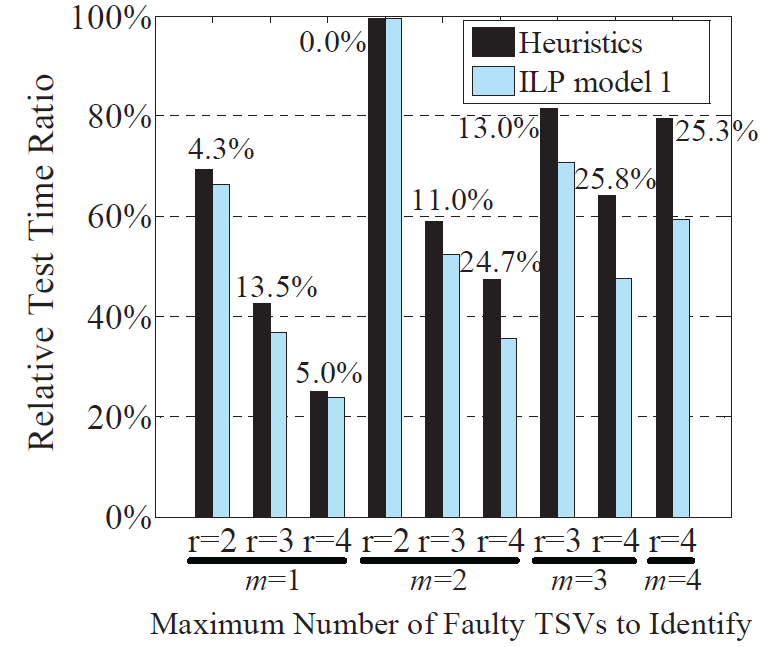 100%
80%
60%
40%
20%
0%
Relative Test Time Ratio
Heuristics
ILP model 1
4.3%
13.5%
5.0%
0.0%
11.0%
24.7%
13.0%
25.8%
25.3%
r=2 r=3 r=4 r=2 r=3 r=4 r=3 r=4 r=4
m=1 m=2 m=3 m=4
Maximum Number of Faulty TSVs to Identify